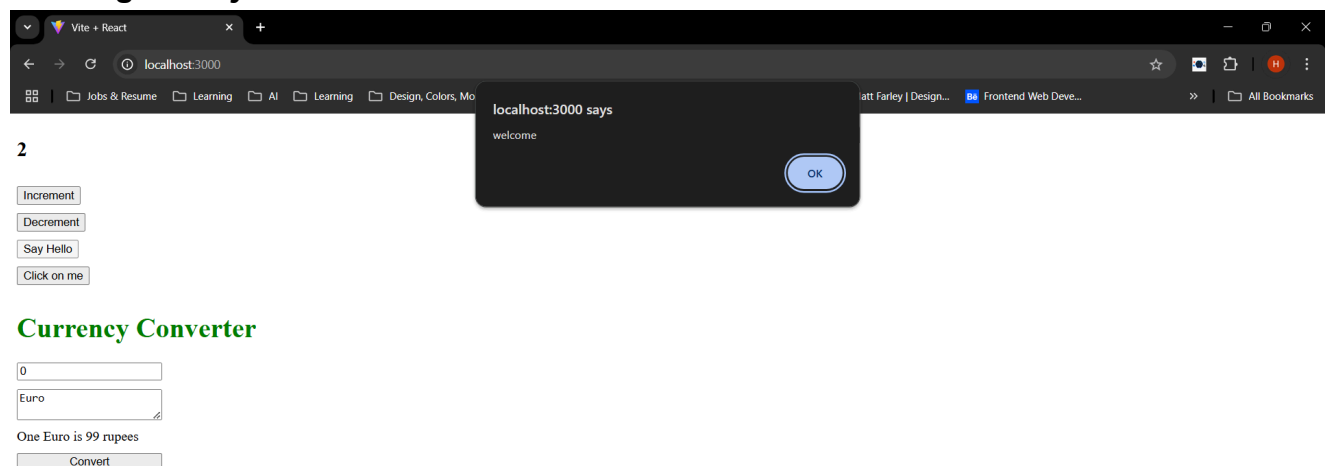 Vite + React
localhost:3000
Jobs & Resume Learning AI Learning Design, Colors, Mo att Farley | Design... Bē Frontend Web Deve... All Bookmarks
H
localhost:3000 says
welcome
OK
2
Increment
Decrement
Say Hello
Click on me
Currency Converter
0
Euro
One Euro is 99 rupees
Convert